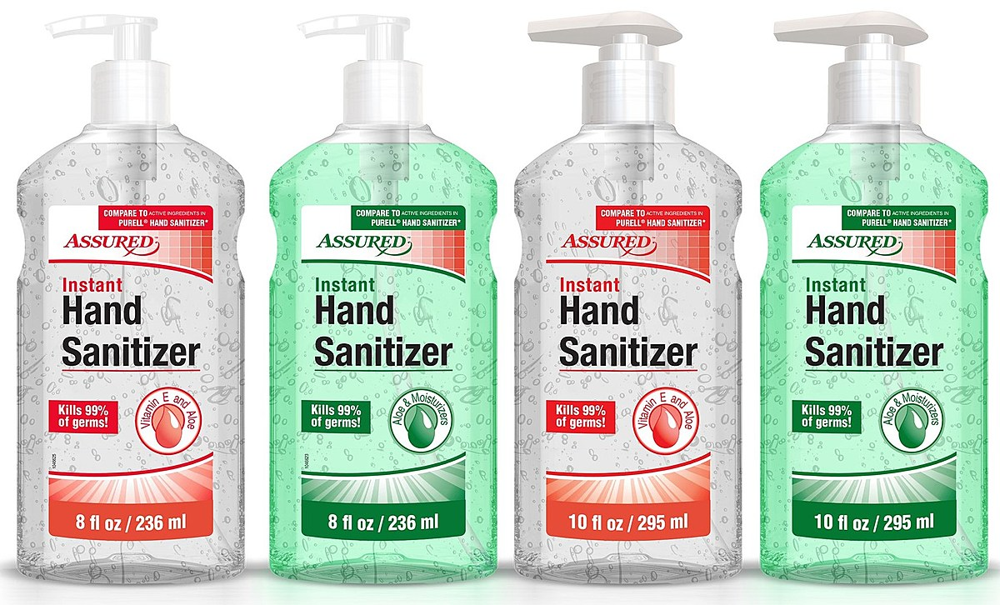 COMPARE TO ACTIVE INGREDIENTS IN
PURELL® HAND SANITIZER*
ASSURED
Instant
Hand
Sanitizer
Kills 99%
of germs!
Vitamin E and Aloe
8 fl oz / 236 ml
COMPARE TO ACTIVE INGREDIENTS IN
PURELL® HAND SANITIZER*
ASSURED
Instant
Hand
Sanitizer
Kills 99%
of germs!
Aloe & Moisturizers
8 fl oz / 236 ml
COMPARE TO ACTIVE INGREDIENTS IN
PURELL® HAND SANITIZER*
ASSURED
Instant
Hand
Sanitizer
Kills 99%
of germs!
Vitamin E and Aloe
10 fl oz / 295 ml
COMPARE TO ACTIVE INGREDIENTS IN
PURELL® HAND SANITIZER*
ASSURED
Instant
Hand
Sanitizer
Kills 99%
of germs!
Aloe & Moisturizers
10 fl oz / 295 ml